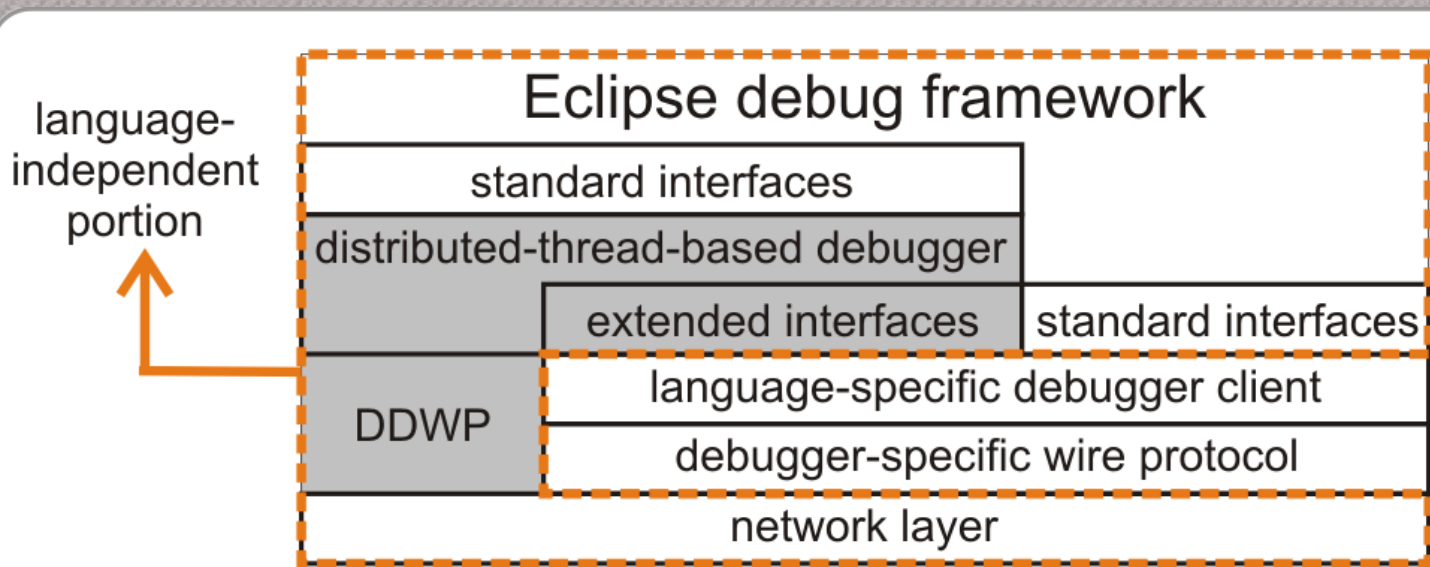 Eclipse debug framework
language-
independent
portion
standard interfaces
distributed-thread-based debugger
extended interfaces
standard interfaces
language-specific debugger client
DDWP
debugger-specific wire protocol
network layer